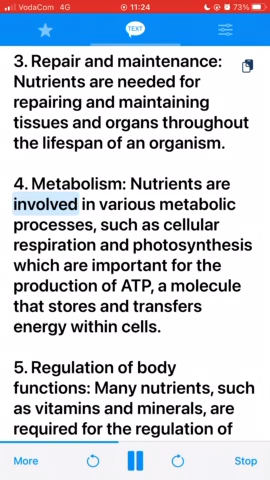 VodaCom 4G
11:24
73%
TEXT
3. Repair and maintenance:
Nutrients are needed for
repairing and maintaining
tissues and organs throughout
the lifespan of an organism.
4. Metabolism: Nutrients are
involved in various metabolic
processes, such as cellular
respiration and photosynthesis
which are important for the
production of ATP, a molecule
that stores and transfers
energy within cells.
5. Regulation of body
functions: Many nutrients, such
as vitamins and minerals, are
required for the regulation of
More
Stop